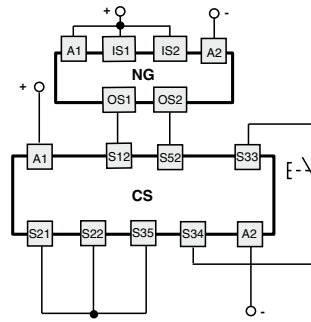 + -
A1 IS1 IS2 A2
NG
OS1 OS2
+
A1 S12 S52 S33
CS
S21 S22 S35 S34 A2
-